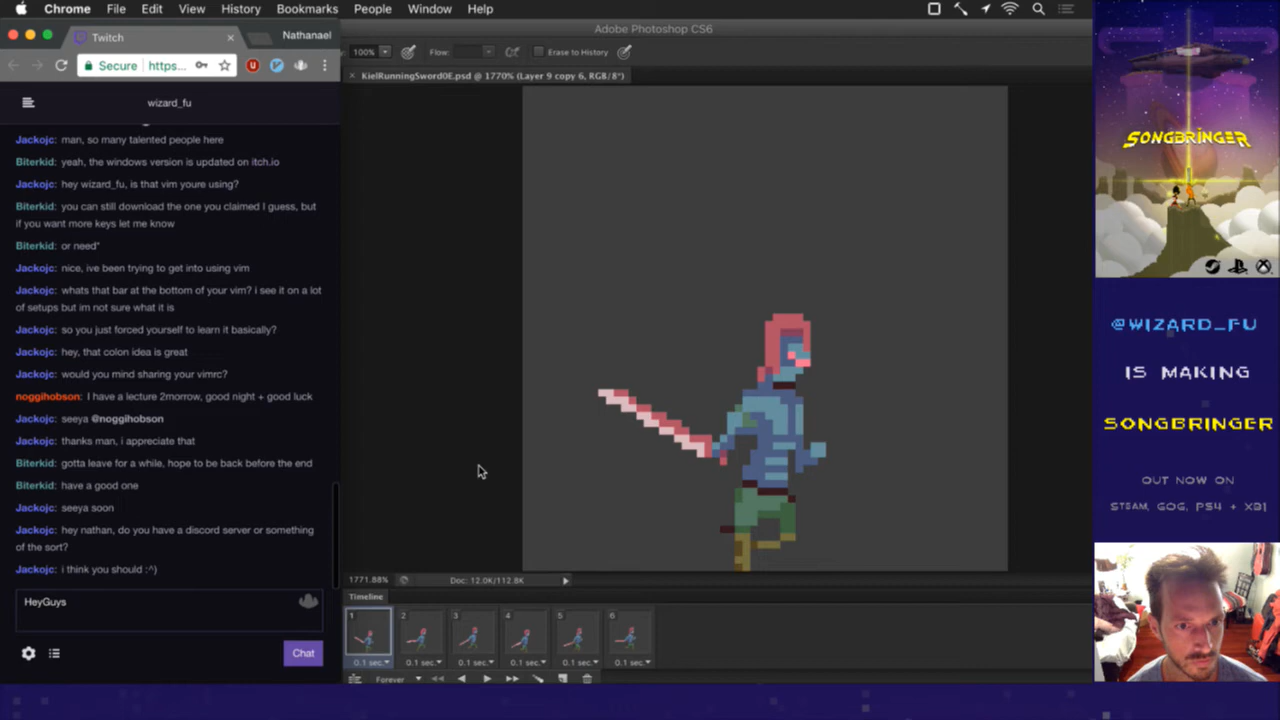 Chrome File Edit View History Bookmarks People Window Help
Twitch
Nathanael
Secure https...
wizard_fu
Jackojc: man, so many talented people here
Biterkid: yeah, the windows version is updated on itch.io
Jackojc: hey wizard_fu, is that vim youre using?
Biterkid: you can still download the one you claimed I guess, but
if you want more keys let me know
Biterkid: or need*
Jackojc: nice, ive been trying to get into using vim
Jackojc: whats that bar at the bottom of your vim? i see it on a lot
of setups but im not sure what it is
Jackojc: so you just forced yourself to learn it basically?
Jackojc: hey, that colon idea is great
Jackojc: would you mind sharing your vimrc?
noggihobson: I have a lecture 2morrow, good night + good luck
Jackojc: seeya @noggihobson
Jackojc: thanks man, i appreciate that
Biterkid: gotta leave for a while, hope to be back before the end
Biterkid: have a good one
Jackojc: seeya soon
Jackojc: hey nathan, do you have a discord server or something
of the sort?
Jackojc: i think you should :^)
HeyGuys
Chat
Adobe Photoshop CS6
100% Flow: Erase to History
KielRunningSword0E.psd @ 1770% (Layer 9 copy 6, RGB/8*)
1771.88% Doc: 12.0K/112.8K
Timeline
1 2 3 4 5 6
0.1 sec. 0.1 sec. 0.1 sec. 0.1 sec. 0.1 sec. 0.1 sec.
Forever
SONGBRINGER
@WIZARD_FU
IS MAKING
SONGBRINGER
OUT NOW ON
STEAM, GOG, PS4 + XB1